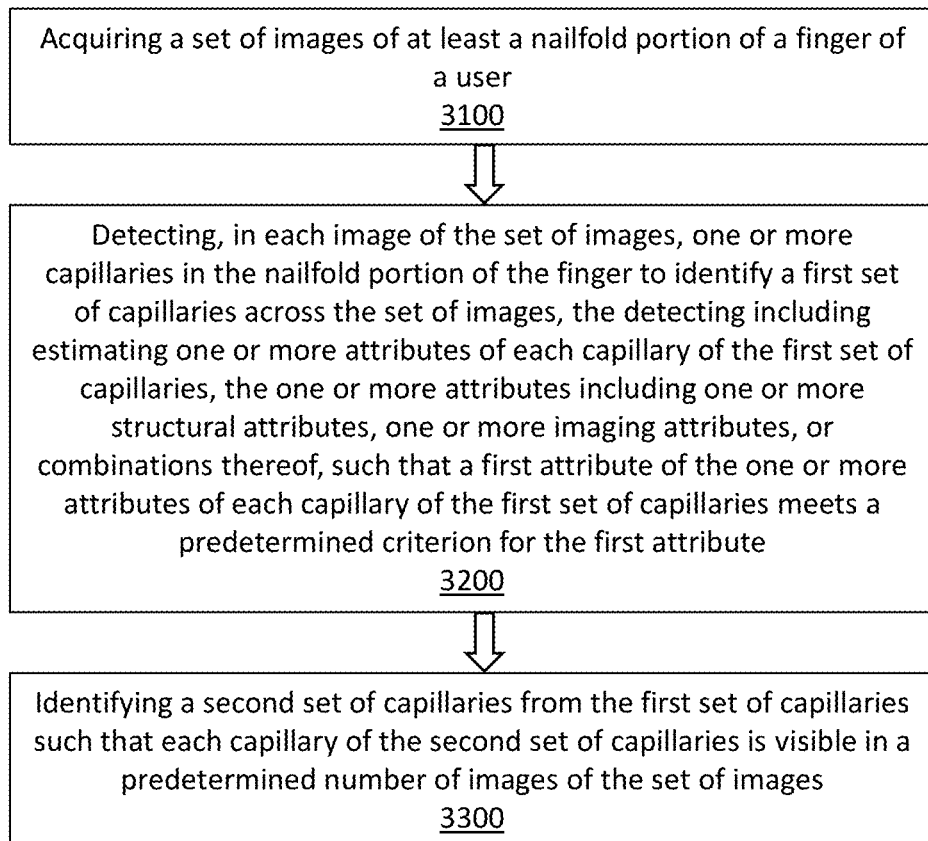 Acquiring a set of images of at least a nailfold portion of a finger of
a user
3100
Detecting, in each image of the set of images, one or more
capillaries in the nailfold portion of the finger to identify a first set
of capillaries across the set of images, the detecting including
estimating one or more attributes of each capillary of the first set of
capillaries, the one or more attributes including one or more
structural attributes, one or more imaging attributes, or
combinations thereof, such that a first attribute of the one or more
attributes of each capillary of the first set of capillaries meets a
predetermined criterion for the first attribute
3200
Identifying a second set of capillaries from the first set of capillaries
such that each capillary of the second set of capillaries is visible in a
predetermined number of images of the set of images
3300